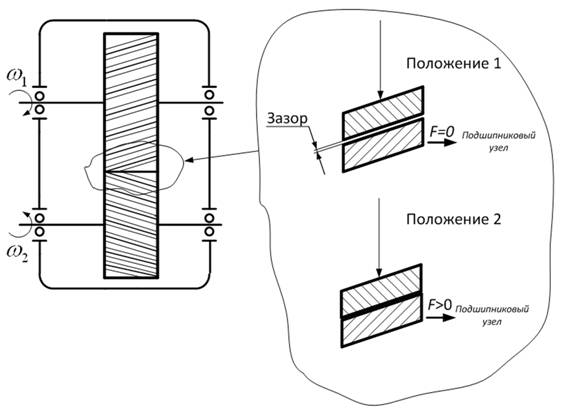 ω1
ω2
Положение 1
Зазор
F=0 Подшипниковый
узел
Положение 2
F>0 Подшипниковый
узел